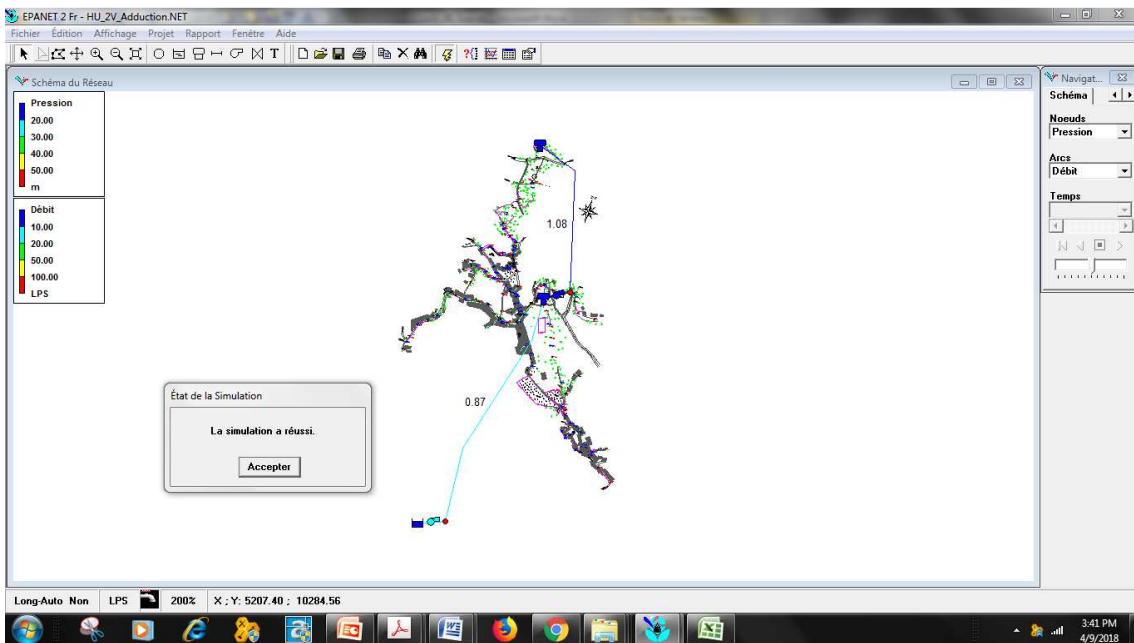 EPANET 2 Fr - HU_2V_Adduction.NET
Fichier Édition Affichage Projet Rapport Fenêtre Aide
T
Schéma du Réseau
Pression
20.00
30.00
40.00
50.00
m
Débit
10.00
20.00
50.00
100.00
LPS
1.08
0.87
État de la Simulation
La simulation a réussi.
Accepter
Navigat...
Schéma
Noeuds
Pression
Arcs
Débit
Temps
Long-Auto Non LPS 200% X ; Y: 5207.40 ; 10284.56
3:41 PM
4/9/2018